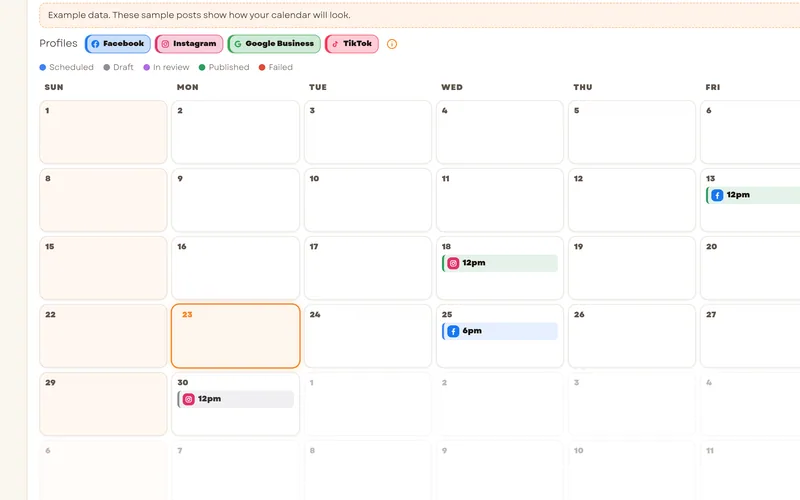 Example data. These sample posts show how your calendar will look.
Profiles Facebook Instagram Google Business TikTok
Scheduled Draft In review Published Failed
SUN MON TUE WED THU FRI
1 2 3 4 5 6
8 9 10 11 12 13
12pm
15 16 17 18 19 20
12pm
22 23 24 25 26 27
6pm
29 30 1 2 3 4
12pm
6 7 8 9 10 11